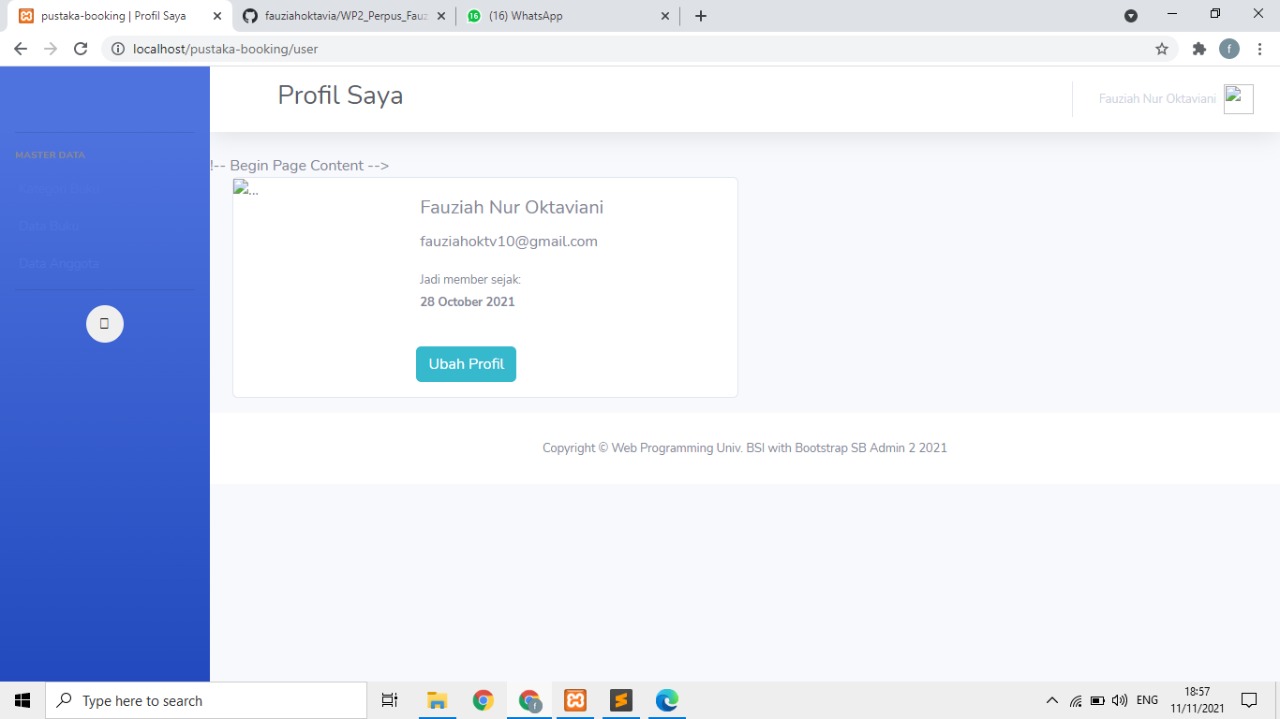 pustaka-booking | Profil Saya
fauziahoktavia/WP2_Perpus_Fauz
(16) WhatsApp
localhost/pustaka-booking/user
Profil Saya
Fauziah Nur Oktaviani
MASTER DATA
!-- Begin Page Content -->
...
Fauziah Nur Oktaviani
Data Buku
fauziahoktv10@gmail.com
Data Anggota
Jadi member sejak:
28 October 2021
Ubah Profil
Copyright © Web Programming Univ. BSI with Bootstrap SB Admin 2 2021
Type here to search
ENG
18:57
11/11/2021